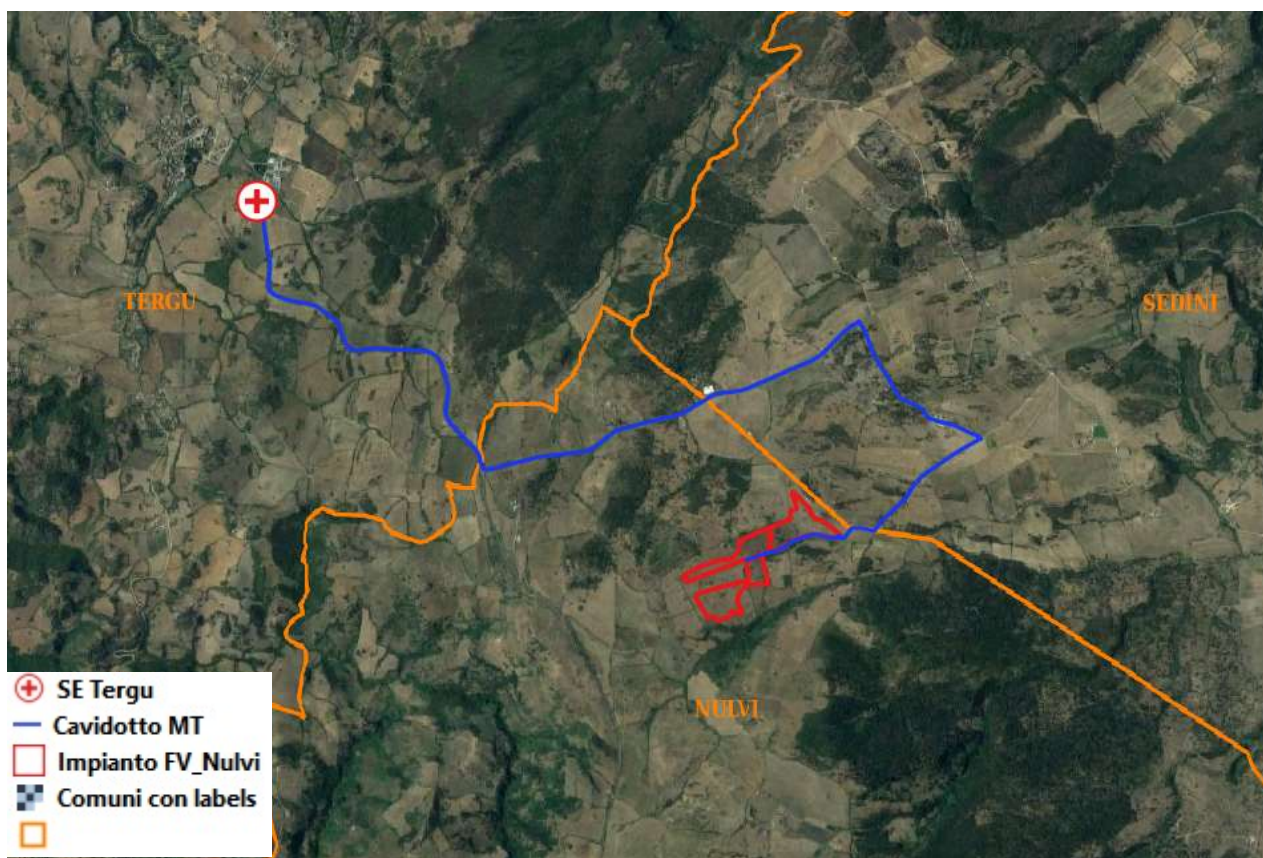 TERGU
SEDINI
NULVI
SE Tergu
Cavidotto MT
Impianto FV_Nulvi
Comuni con labels